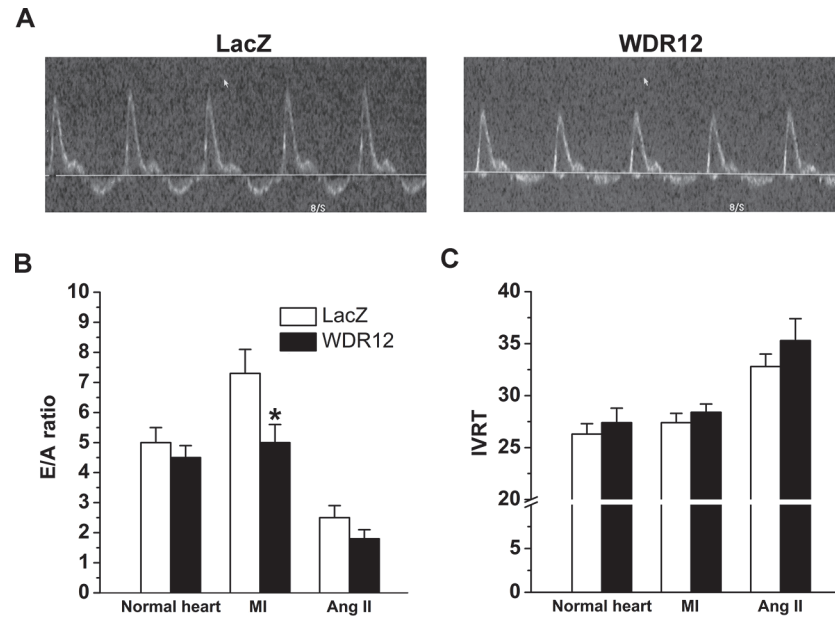 A
LacZ
WDR12
8/S
8/S
B
C
10
9
8
7
6
5
4
3
2
1
0
E/A ratio
LacZ
WDR12
*
Normal heart
MI
Ang II
40
35
30
25
20
5
0
IVRT
Normal heart
MI
Ang II